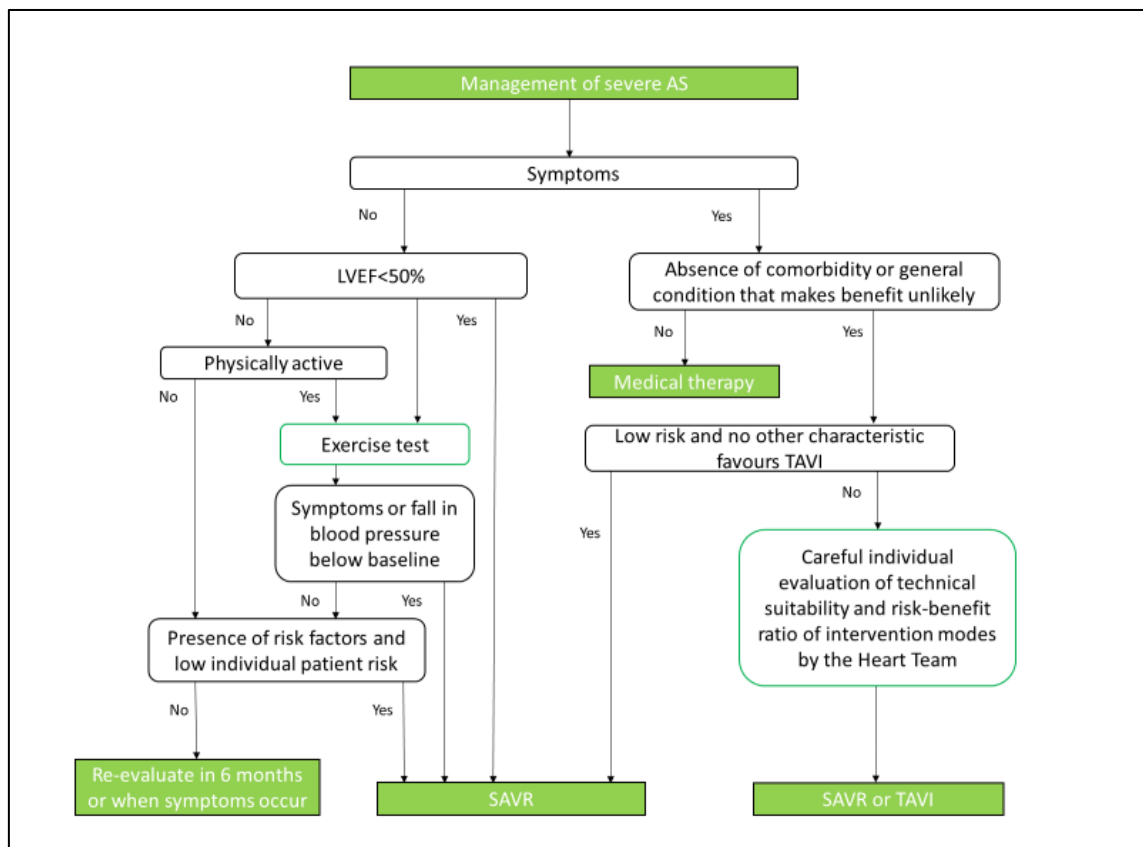 Management of severe AS
Symptoms
No
Yes
LVEF<50%
Absence of comorbidity or general
condition that makes benefit unlikely
No
Yes
No
Yes
Physically active
Medical therapy
No
Yes
Exercise test
Low risk and no other characteristic
favours TAVI
Symptoms or fall in
blood pressure
below baseline
No
Yes
Careful individual
evaluation of technical
suitability and risk-benefit
ratio of intervention modes
by the Heart Team
No
Yes
Presence of risk factors and
low individual patient risk
No
Yes
Re-evaluate in 6 months
or when symptoms occur
SAVR
SAVR or TAVI